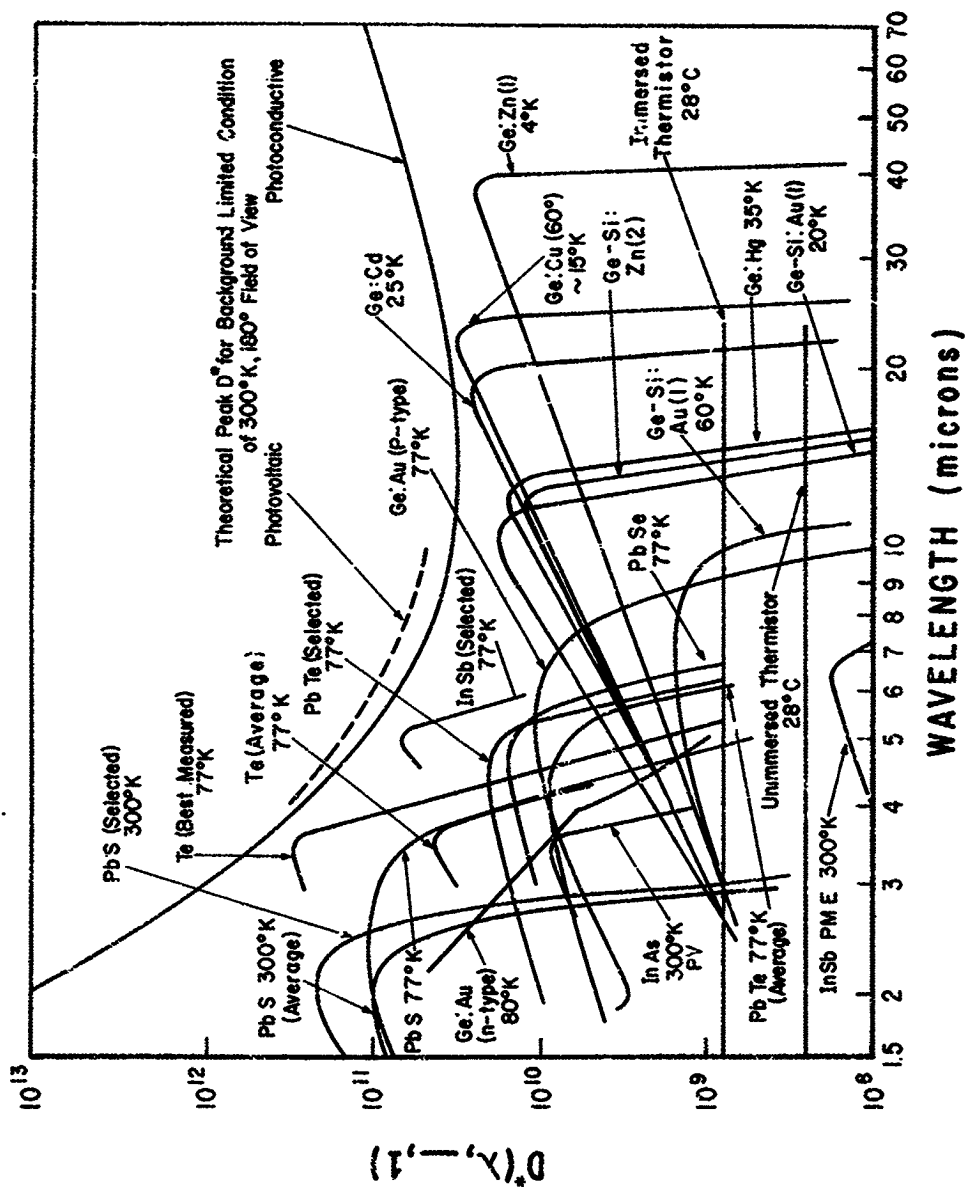 D*(λ,—,1)
10^13
10^12
10^11
10^10
10^9
10^8
1.5
2
3
4
5
6
7
8
9
10
20
30
40
50
60
70
WAVELENGTH (microns)
Theoretical Peak D* for Background Limited Condition
of 300°K, 180° Field of View
Photovoltaic
Photoconductive
PbS (Selected)
300°K
Te (Best Measured)
77°K
Te (Average)
77°K
Pb Te (Selected)
77°K
InSb (Selected)
77°K
Ge:Au (P-type)
77°K
Ge:Cd
25°K
Ge:Zn(1)
4°K
Ge:Cu (60°)
~15°K
Ge-Si:
Zn(2)
Immersed
Thermistor
28°C
Ge:Hg 35°K
Ge-Si:Au(1)
20°K
Ge-Si:
Au(1)
60°K
Pb Se
77°K
Unimmersed Thermistor
28°C
PbS 300°K
(Average)
PbS 77°K
Ge:Au
(n-type)
80°K
InAs
300°K
PV
Pb Te 77°K
(Average)
InSb PME 300°K